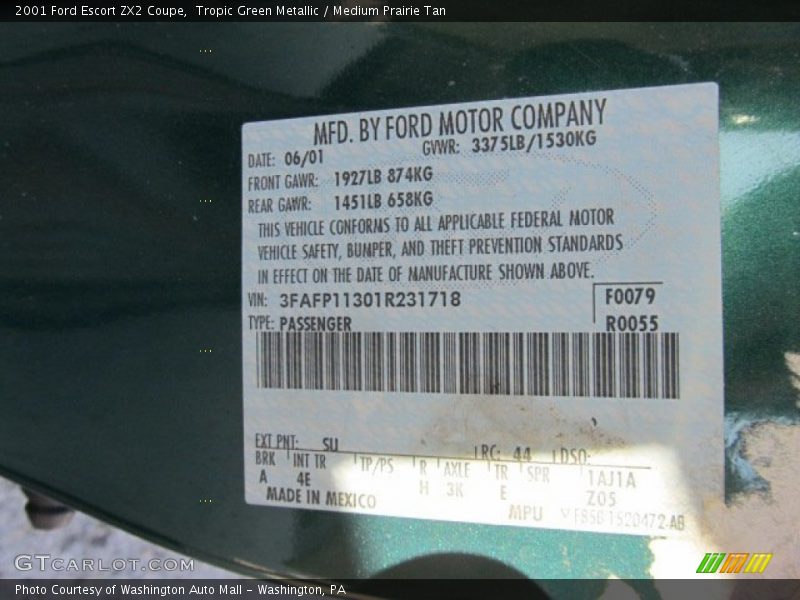 2001 Ford Escort ZX2 Coupe,  Tropic Green Metallic / Medium Prairie Tan
MFD. BY FORD MOTOR COMPANY
DATE: 06/01 GVWR: 3375LB/1530KG
FRONT GAWR: 1927LB 874KG
REAR GAWR: 1451LB 658KG
THIS VEHICLE CONFORMS TO ALL APPLICABLE FEDERAL MOTOR
VEHICLE SAFETY, BUMPER, AND THEFT PREVENTION STANDARDS
IN EFFECT ON THE DATE OF MANUFACTURE SHOWN ABOVE.
VIN: 3FAFP11301R231718 F0079
TYPE: PASSENGER R0055
EXT PNT: SU RC: 44 DSO:
BRK INT TR TP/PS R AXLE TR SPR 1AJ1A
A 4E H 3K E Z05
MADE IN MEXICO
MPU
GTCARLOT.COM
Photo Courtesy of Washington Auto Mall - Washington, PA